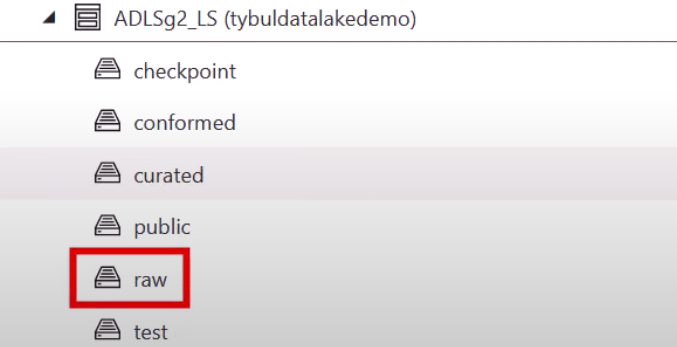 ADLSg2_LS (tybuldatalakedemo)
checkpoint
conformed
curated
public
raw
test